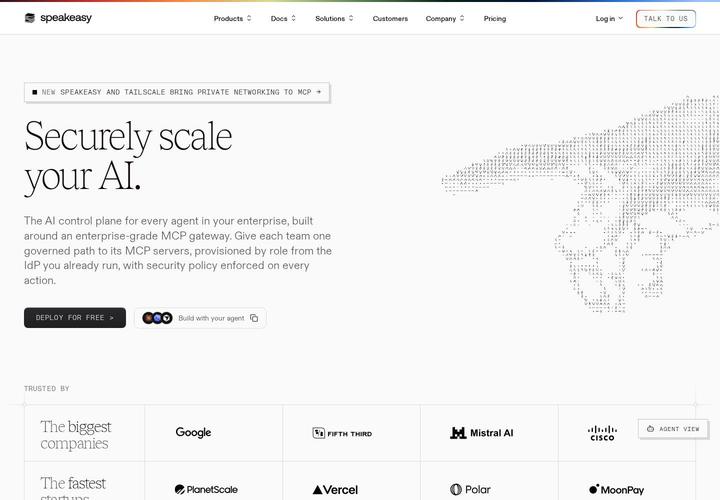 speakeasy
Products Docs Solutions Customers Company Pricing
Log in TALK TO US
NEW SPEAKEASY AND TAILSCALE BRING PRIVATE NETWORKING TO MCP →
Securely scale
your AI.
The AI control plane for every agent in your enterprise, built
around an enterprise-grade MCP gateway. Give each team one
governed path to its MCP servers, provisioned by role from the
IdP you already run, with security policy enforced on every
action.
DEPLOY FOR FREE >
Build with your agent
TRUSTED BY
The biggest
companies
Google
FIFTH THIRD
Mistral AI
CISCO
AGENT VIEW
The fastest
startups
PlanetScale
Vercel
Polar
MoonPay